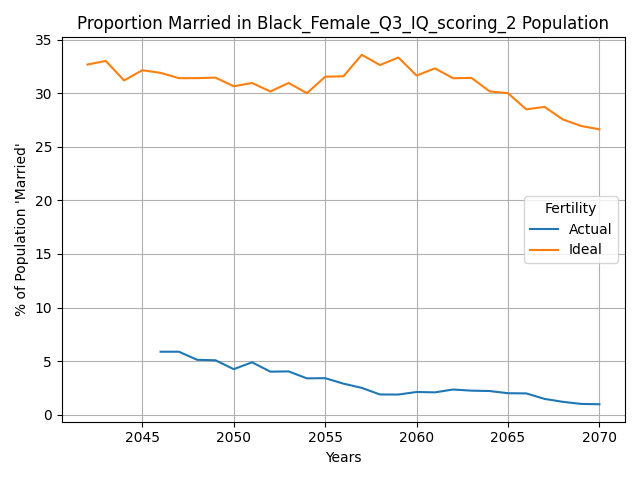 Proportion Married in Black_Female_Q3_IQ_scoring_2 Population
% of Population 'Married'
35
30
25
20
15
10
5
0
Fertility
Actual
Ideal
2045 2050 2055 2060 2065 2070
Years